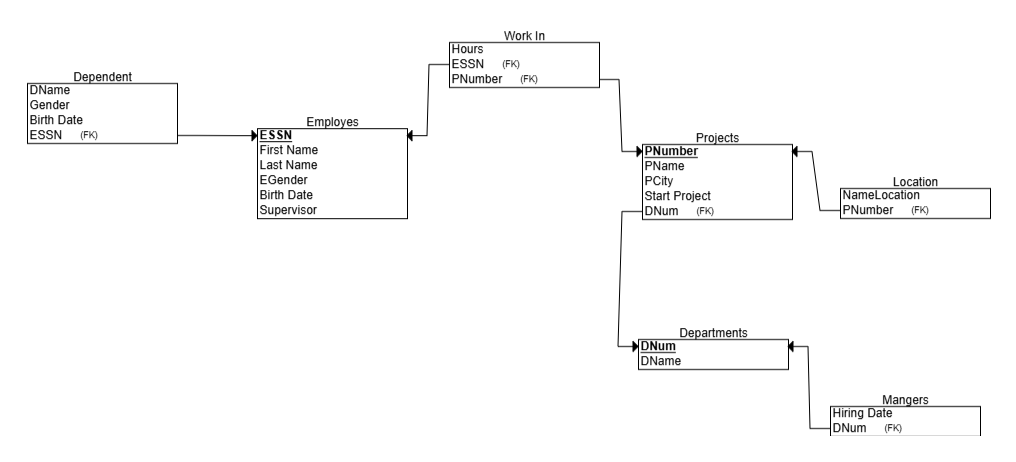 Work In
Hours
ESSN (FK)
PNumber (FK)
Dependent
DName
Gender
Birth Date
ESSN (FK)
Employes
ESSN
First Name
Last Name
EGender
Birth Date
Supervisor
Projects
PNumber
PName
PCity
Start Project
DNum (FK)
Location
NameLocation
PNumber (FK)
Departments
DNum
DName
Mangers
Hiring Date
DNum (FK)